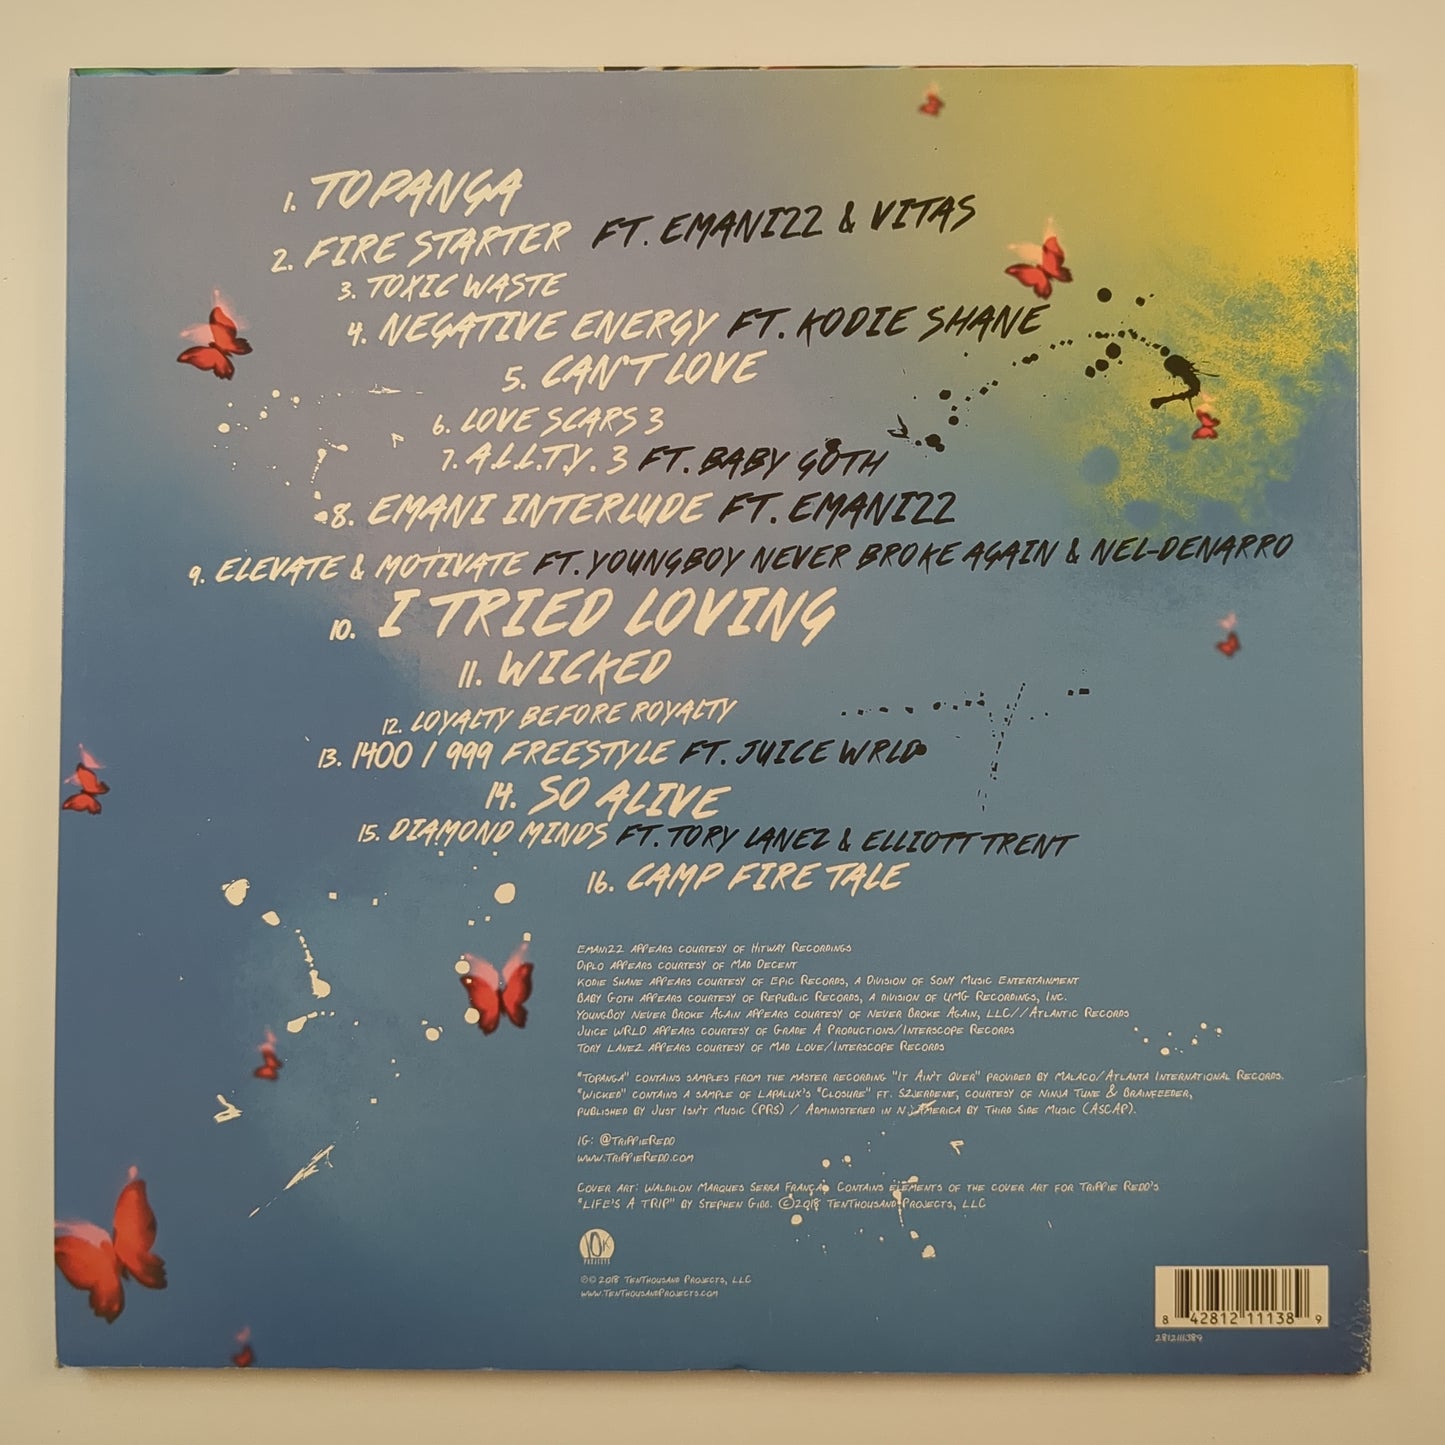 1. TOPANGA
2. FIRE STARTER FT. EMANI22 & VITAS
3. TOXIC WASTE
4. NEGATIVE ENERGY FT. KODIE SHANE
5. CAN'T LOVE
6. LOVE SCARS 3
7. A.L.L.T.Y. 3 FT. BABY GOTH
8. EMANI INTERLUDE FT. EMANI22
9. ELEVATE & MOTIVATE FT. YOUNGBOY NEVER BROKE AGAIN & NEL-DENARRO
10. I TRIED LOVING
11. WICKED
12. LOYALTY BEFORE ROYALTY
13. 1400 / 999 FREESTYLE FT. JUICE WRLD
14. SO ALIVE
15. DIAMOND MINDS FT. TORY LANEZ & ELLIOTT TRENT
16. CAMP FIRE TALE
EMANI22 APPEARS COURTESY OF HITWAY RECORDINGS
DIPLO APPEARS COURTESY OF MAD DECENT
KODIE SHANE APPEARS COURTESY OF EPIC RECORDS, A DIVISION OF SONY MUSIC ENTERTAINMENT
BABY GOTH APPEARS COURTESY OF REPUBLIC RECORDS, A DIVISION OF UMG RECORDINGS, INC.
YOUNGBOY NEVER BROKE AGAIN APPEARS COURTESY OF NEVER BROKE AGAIN, LLC//ATLANTIC RECORDS
JUICE WRLD APPEARS COURTESY OF GRADE A PRODUCTIONS/INTERSCOPE RECORDS
TORY LANEZ APPEARS COURTESY OF MAD LOVE/INTERSCOPE RECORDS
"TOPANGA" CONTAINS SAMPLES FROM THE MASTER RECORDING "IT AIN'T OVER" PROVIDED BY MALACO/ATLANTA INTERNATIONAL RECORDS.
"WICKED" CONTAINS A SAMPLE OF LAPALUX'S "CLOSURE" FT. SZJERDENE, COURTESY OF NINJA TUNE & BRAINFEEDER,
PUBLISHED BY JUST ISN'T MUSIC (PRS) / ADMINISTERED IN N. AMERICA BY THIRD SIDE MUSIC (ASCAP).
IG: @TRIPPIEREDD
WWW.TRIPPIEREDD.COM
COVER ART: WALDILON MARQUES SERRA FRANÇA. CONTAINS ELEMENTS OF THE COVER ART FOR TRIPPIE REDD'S
"LIFE'S A TRIP" BY STEPHEN GIBB. ©2018 TENTHOUSAND PROJECTS, LLC
10K
PROJECTS
℗© 2018 TENTHOUSAND PROJECTS, LLC
WWW.TENTHOUSANDPROJECTS.COM
8 42812 11138 9
2812111389